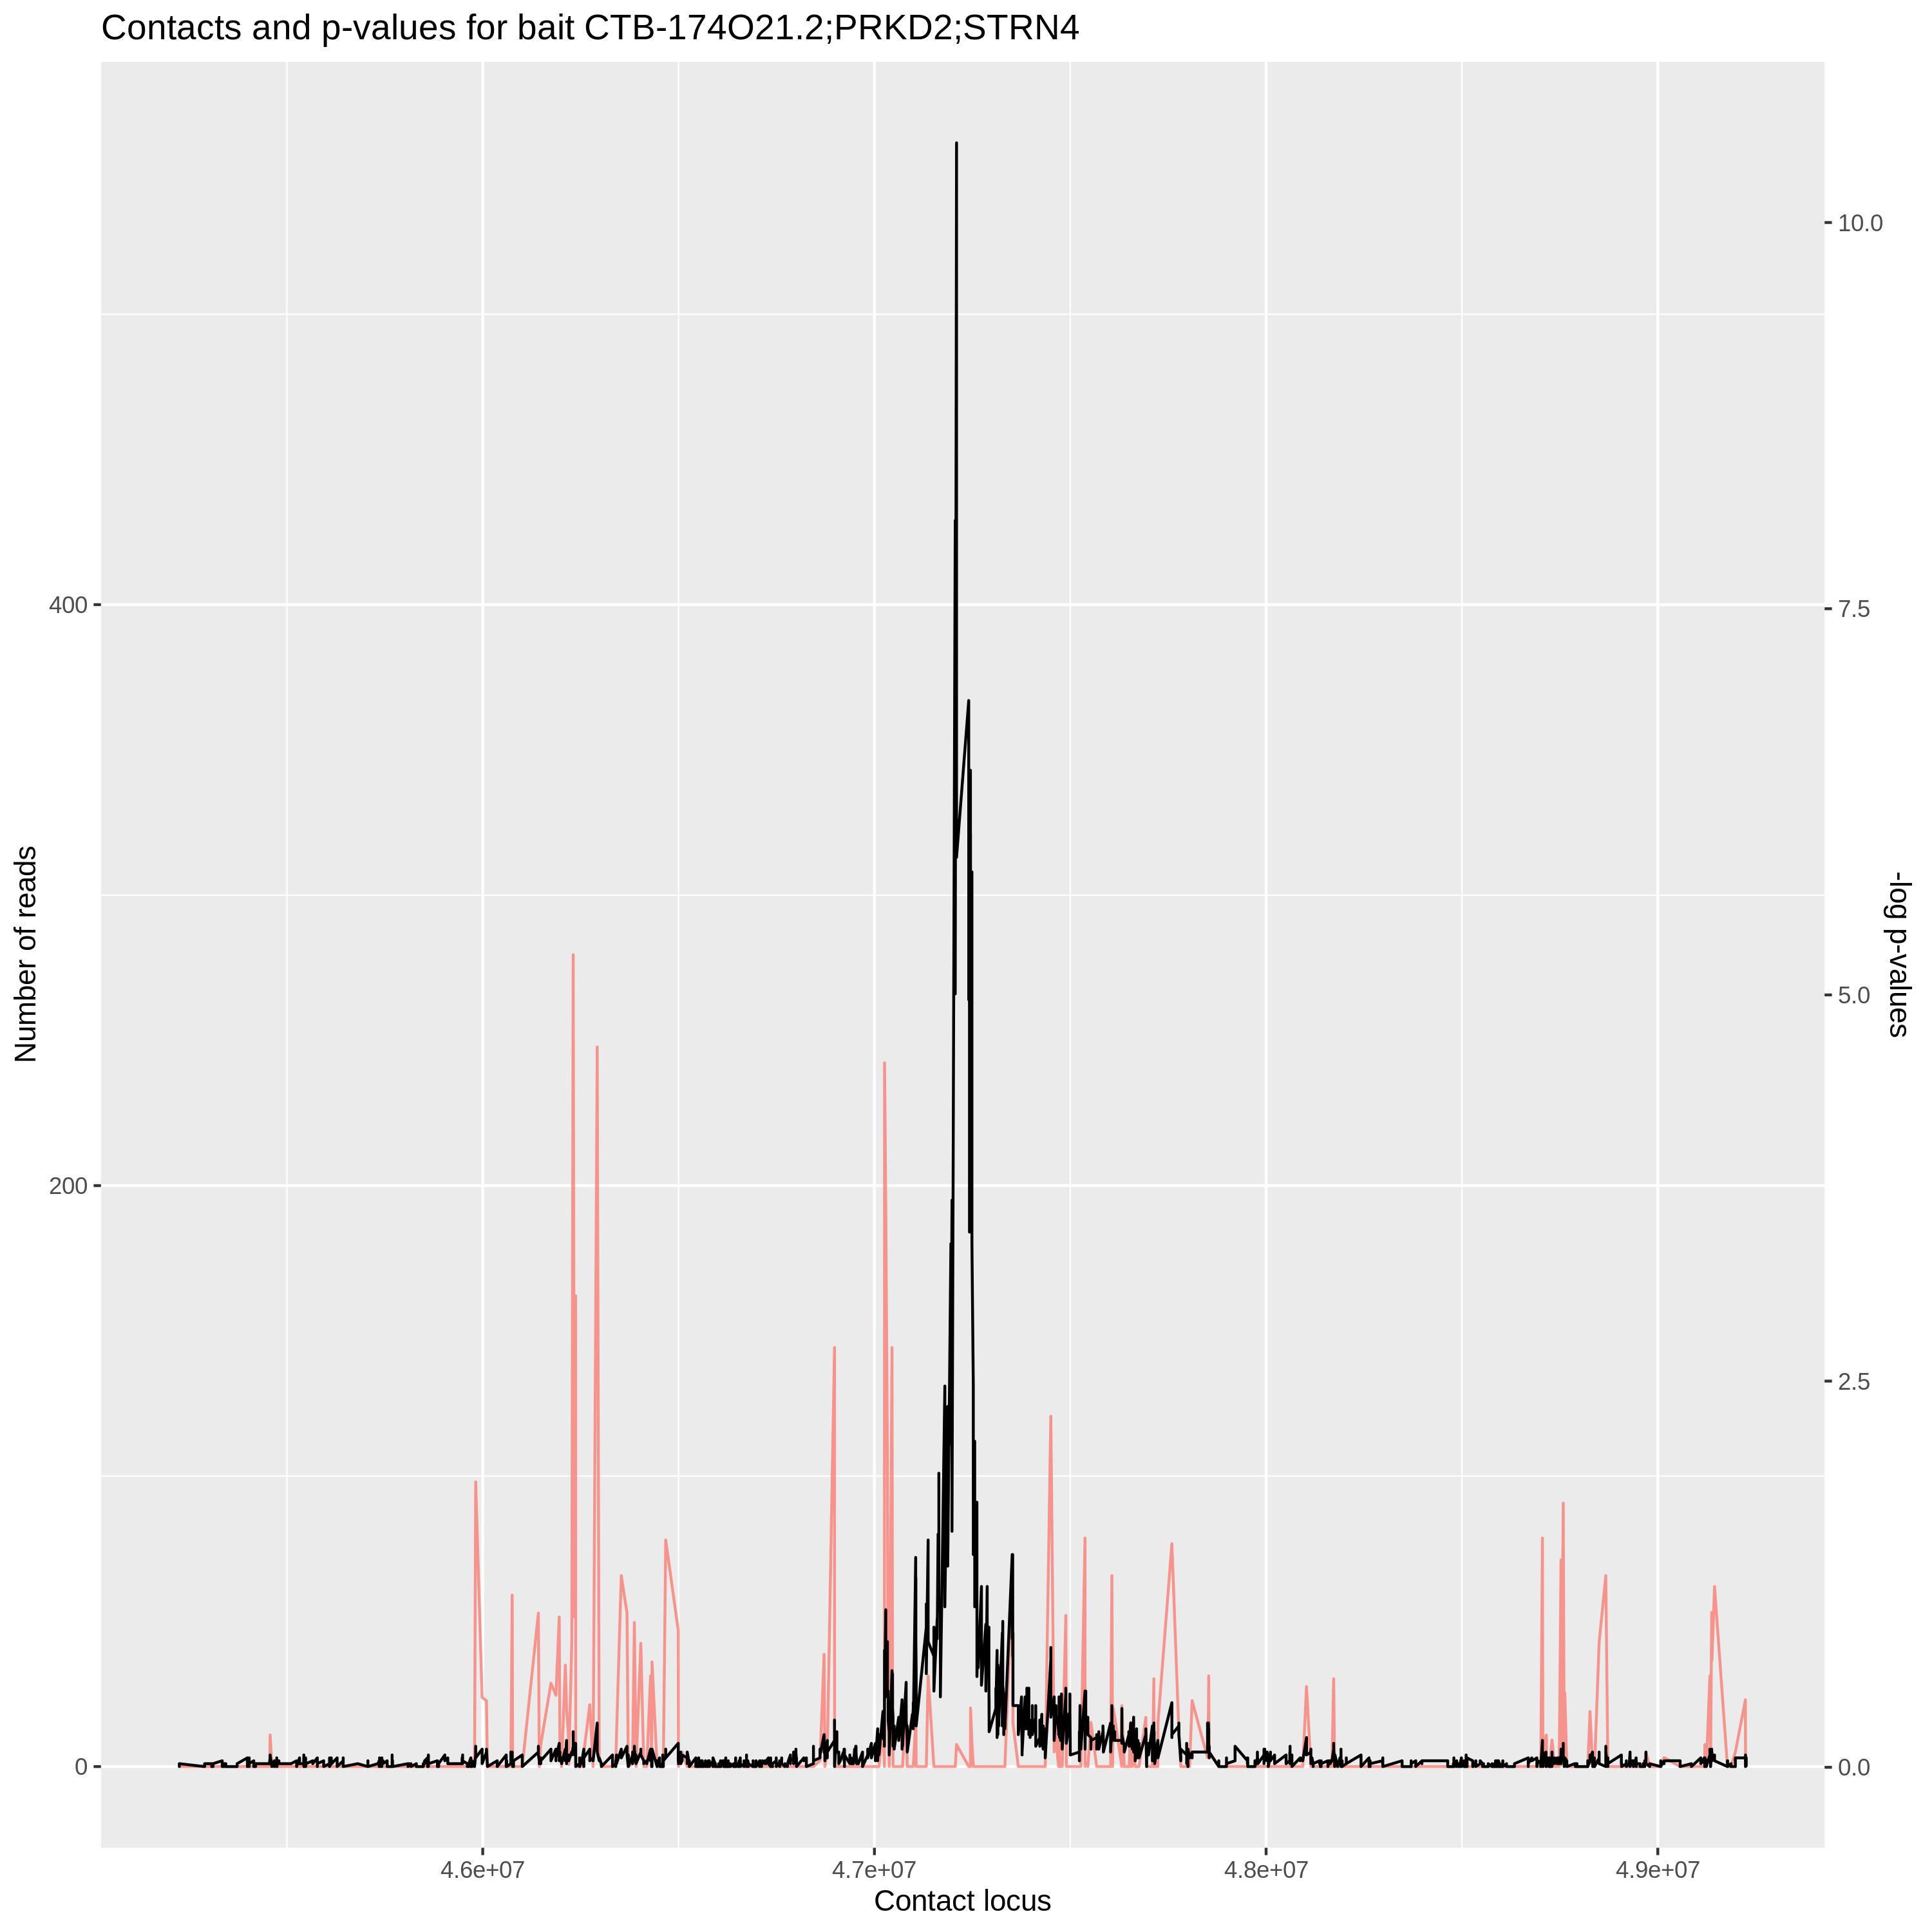 Contacts and p-values for bait CTB-174O21.2;PRKD2;STRN4
Number of reads
400
200
0
10.0
7.5
5.0
2.5
0.0
-log p-values
4.6e+07
4.7e+07
4.8e+07
4.9e+07
Contact locus